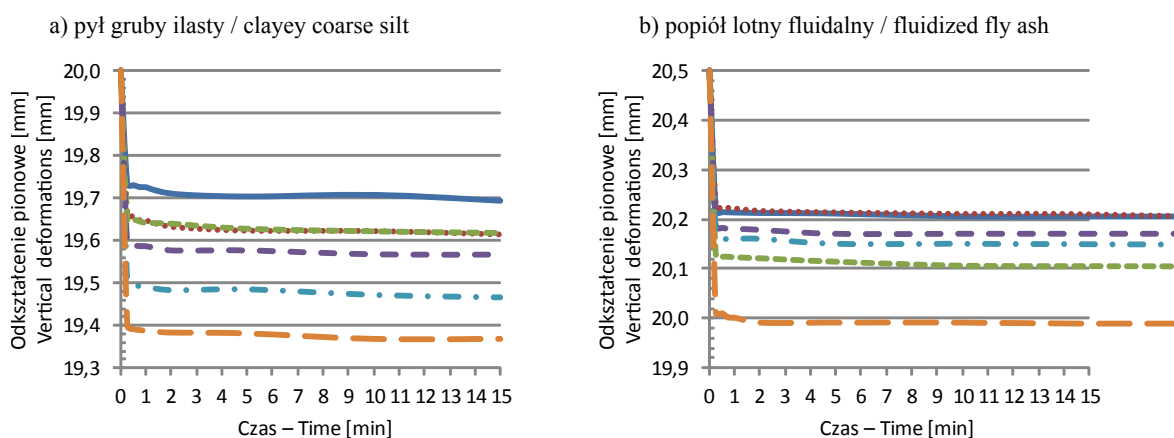 a) pył gruby ilasty / clayey coarse silt
Odkształcenie pionowe [mm]
Vertical deformations [mm]
20,0
19,9
19,8
19,7
19,6
19,5
19,4
19,3
0 1 2 3 4 5 6 7 8 9 10 11 12 13 14 15
Czas – Time [min]
b) popiół lotny fluidalny / fluidized fly ash
Odkształcenie pionowe [mm]
Vertical deformations [mm]
20,5
20,4
20,3
20,2
20,1
20,0
19,9
0 1 2 3 4 5 6 7 8 9 10 11 12 13 14 15
Czas – Time [min]